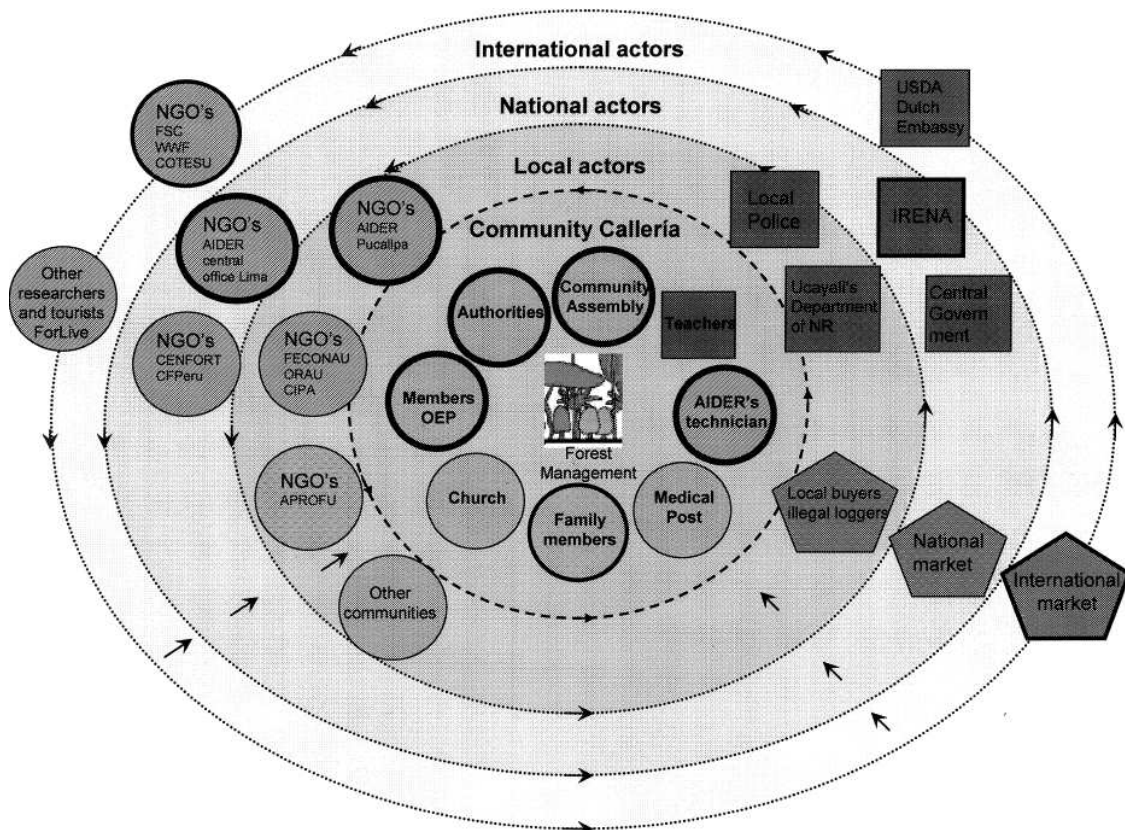 International actors
National actors
Local actors
Community Callería
NGO's
FSC
WWF
COTESU
USDA
Dutch
Embassy
NGO's
AIDER
central
office Lima
NGO's
AIDER
Pucallpa
Local
Police
IRENA
Other
researchers
and tourists
ForLive
Authorities
Community
Assembly
Teachers
Ucayali's
Department
of NR
Central
Govern
ment
NGO's
CENFORT
CFPeru
NGO's
FECONAU
ORAU
CIPA
Members
OEP
AIDER's
technician
Forest
Management
NGO's
APROFU
Church
Family
members
Medical
Post
Local buyers
illegal loggers
National
market
International
market
Other
communities